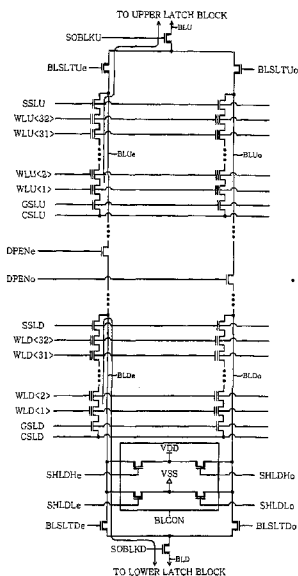 TO UPPER LATCH BLOCK
BLU
SOBLKU
BLSLTUe
BLSLTUo
SSLU
WLU<32>
WLU<31>
BLUe
BLUo
WLU<2>
WLU<1>
GSLU
CSLU
DPENe
DPENo
SSLD
WLD<32>
WLD<31>
BLDe
BLDo
WLD<2>
WLD<1>
GSLD
CSLD
VDD
SHLDHe
SHLDHo
VSS
SHLDLe
SHLDLo
BLCON
BLSLTDe
BLSLTDo
SOBLKD
BLD
TO LOWER LATCH BLOCK